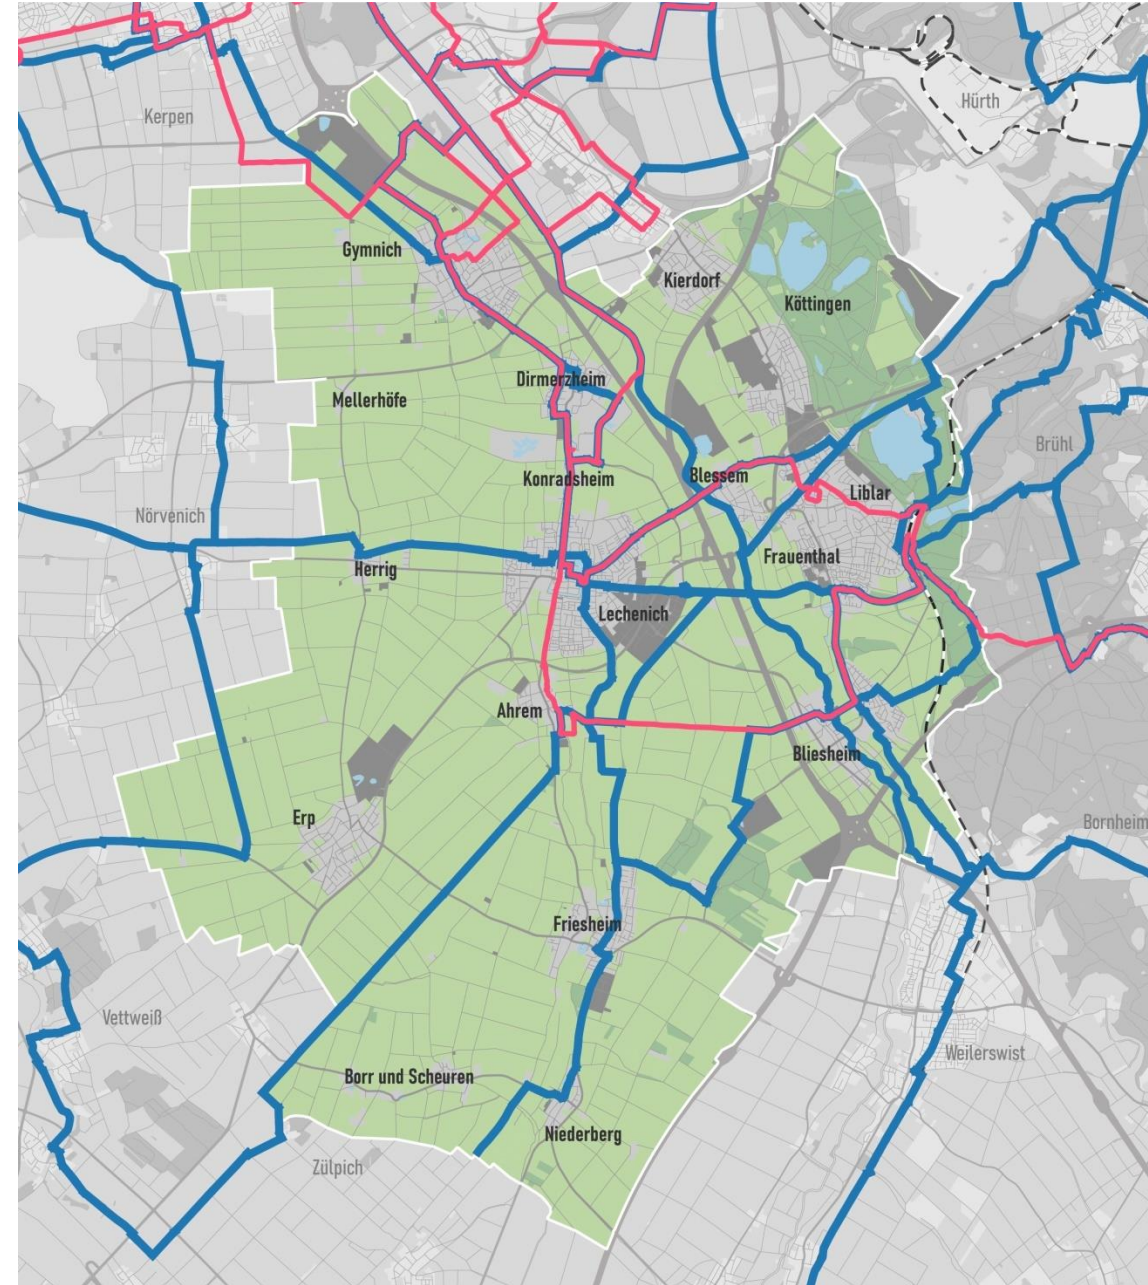 Hürth
Kerpen
Gymnich
Kierdorf
Köttingen
Dirmerzheim
Mellerhöfe
Brühl
Konradsheim
Blessem
Liblar
Nörvenich
Frauenthal
Herrig
Lechenich
Ahrem
Bliesheim
Erp
Bornheim
Friesheim
Vettweiß
Weilerswist
Borr und Scheuren
Niederberg
Zülpich